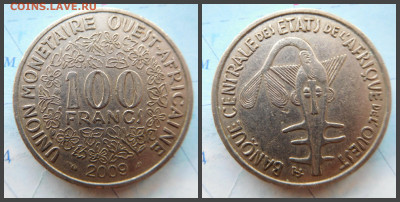 COINS.LAVE.RU
UNION MONETAIRE OUEST-AFRICAINE
100
FRANCS
2009
BANQUE CENTRALE DES ETATS DE L'AFRIQUE DE L'OUEST